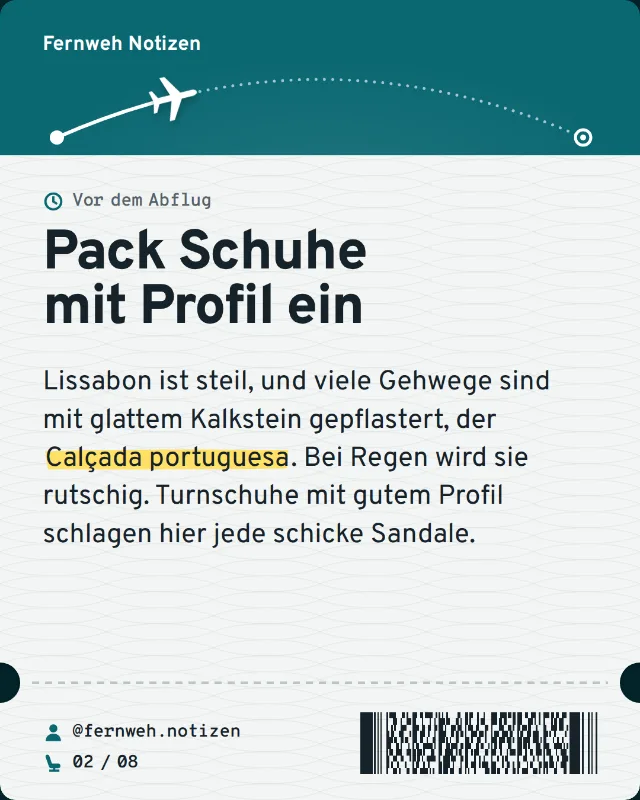 Fernweh Notizen
Vor dem Abflug
Pack Schuhe
mit Profil ein
Lissabon ist steil, und viele Gehwege sind
mit glattem Kalkstein gepflastert, der
Calçada portuguesa. Bei Regen wird sie
rutschig. Turnschuhe mit gutem Profil
schlagen hier jede schicke Sandale.
@fernweh.notizen
02 / 08